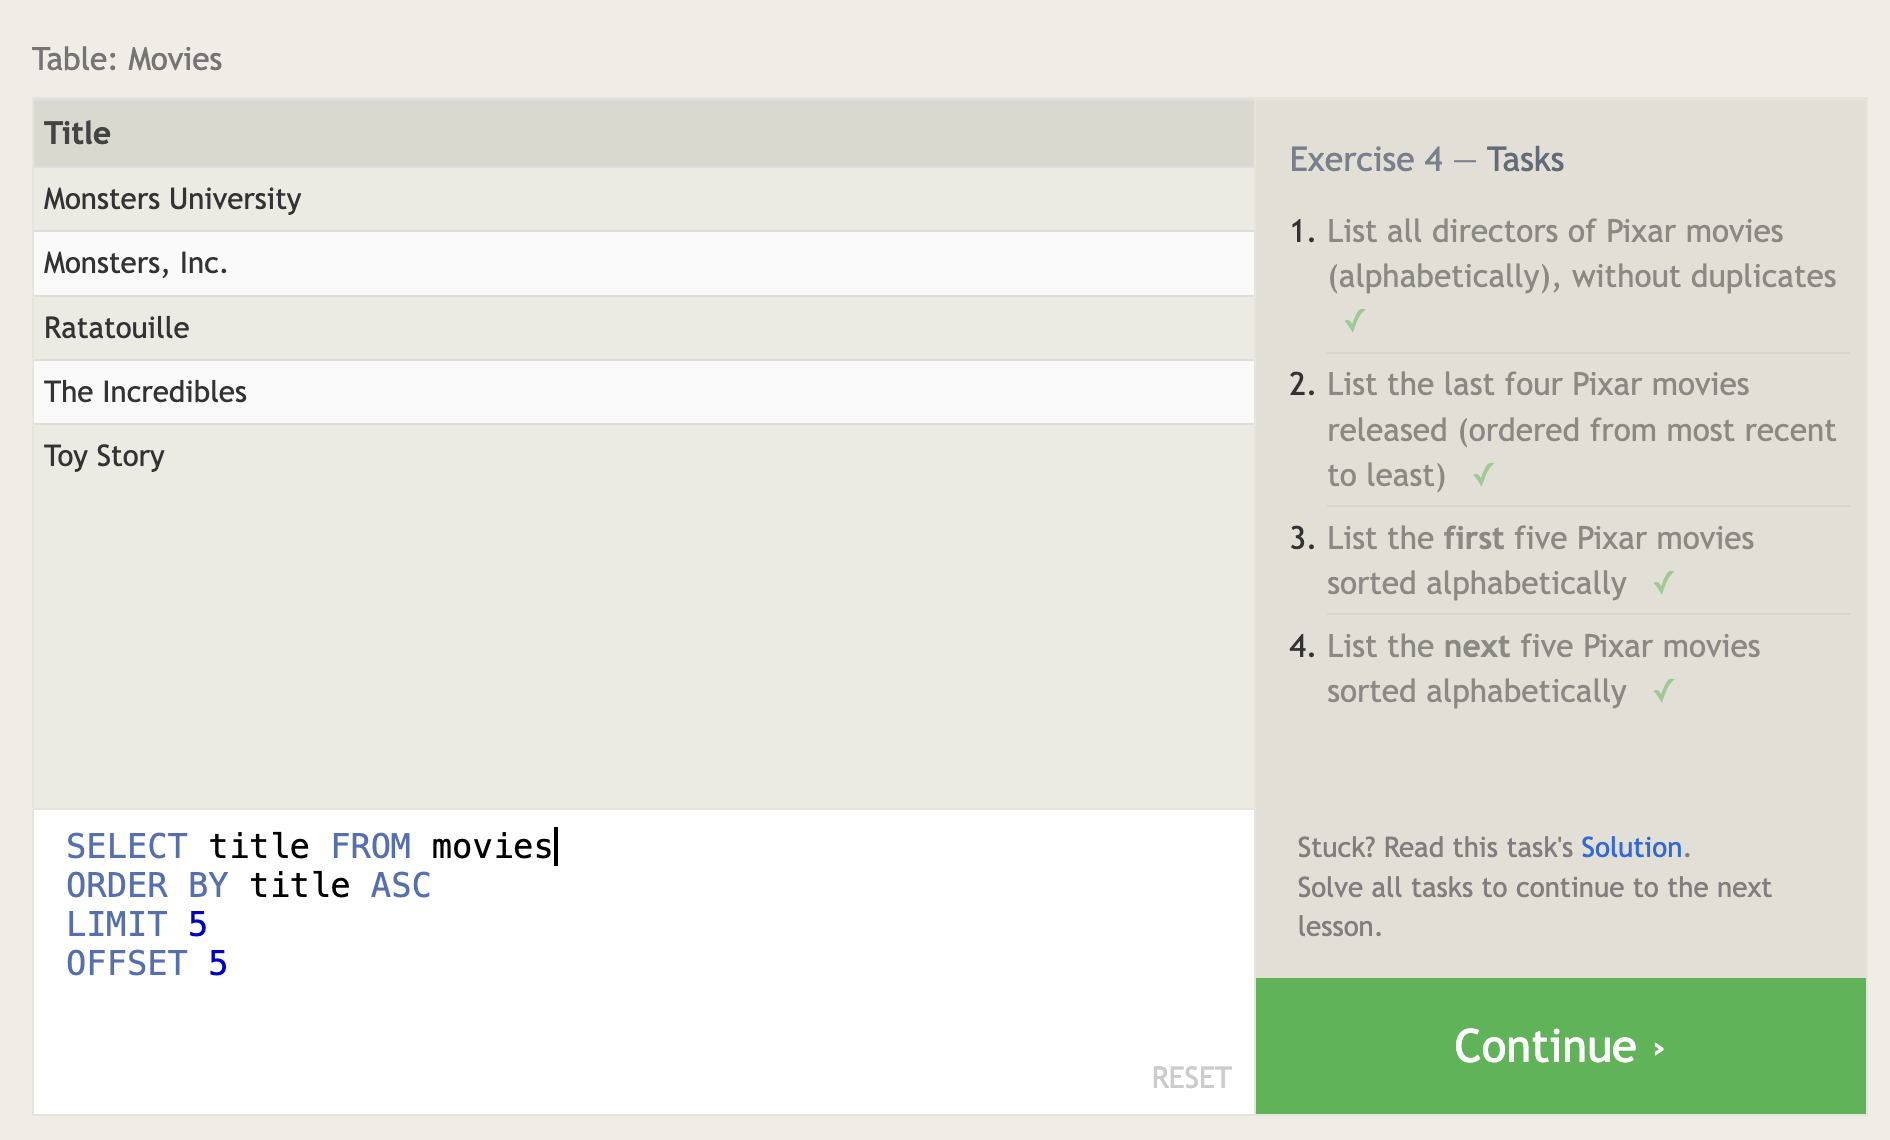 Table: Movies
Title
Monsters University
Monsters, Inc.
Ratatouille
The Incredibles
Toy Story
SELECT title FROM movies
ORDER BY title ASC
LIMIT 5
OFFSET 5
RESET
Exercise 4 — Tasks
1. List all directors of Pixar movies
(alphabetically), without duplicates
✓
2. List the last four Pixar movies
released (ordered from most recent
to least) ✓
3. List the first five Pixar movies
sorted alphabetically ✓
4. List the next five Pixar movies
sorted alphabetically ✓
Stuck? Read this task's Solution.
Solve all tasks to continue to the next
lesson.
Continue ›